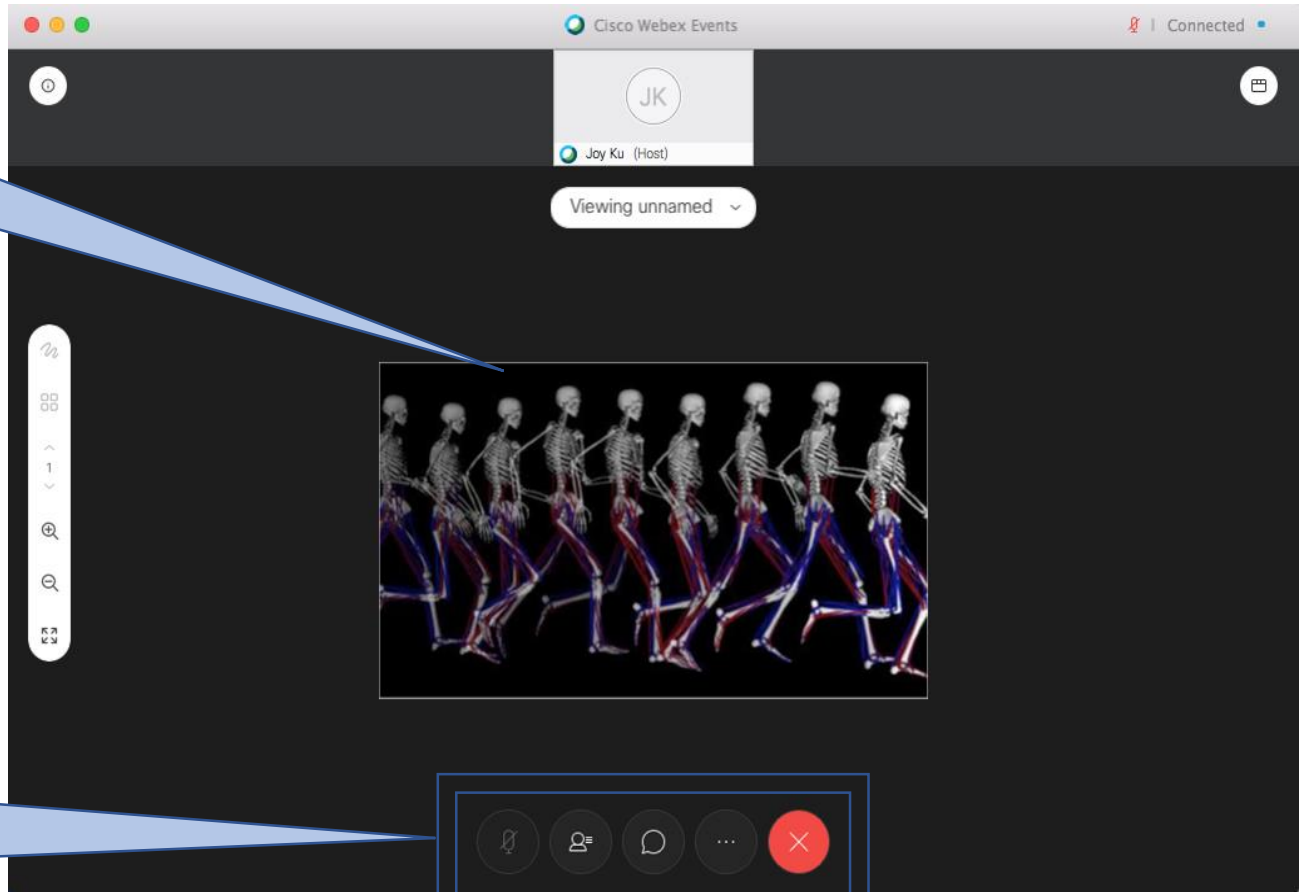 Cisco Webex Events
Connected
JK
Joy Ku (Host)
Viewing unnamed
1